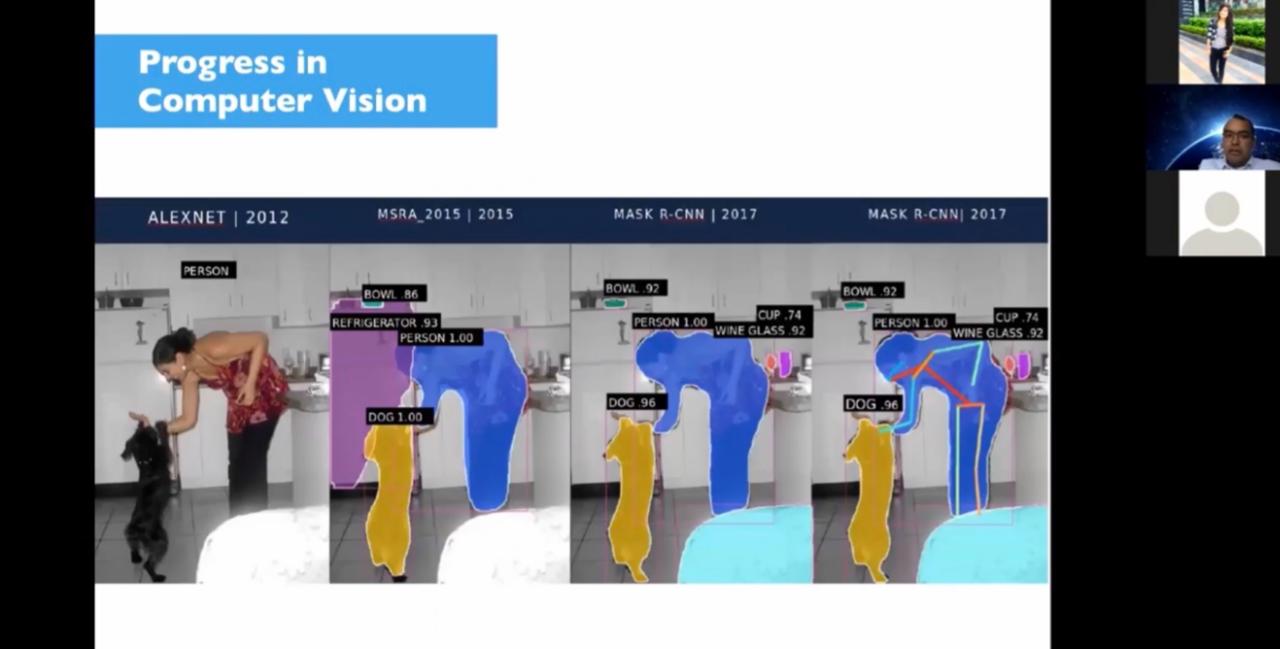 Progress in
Computer Vision
ALEXNET | 2012
MSRA_2015 | 2015
MASK R-CNN | 2017
MASK R-CNN| 2017
PERSON
BOWL .86
REFRIGERATOR .93
PERSON 1.00
DOG 1.00
BOWL .92
CUP .74
PERSON 1.00
WINE GLASS .92
DOG .96
BOWL .92
CUP .74
PERSON 1.00
WINE GLASS .92
DOG .96